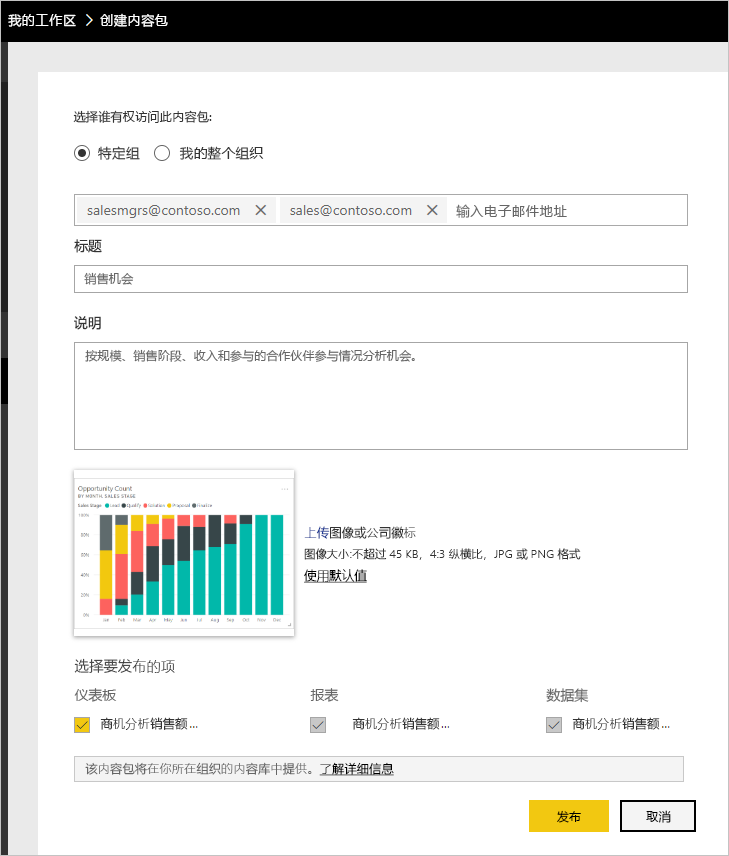 我的工作区 > 创建内容包
选择谁有权访问此内容包:
特定组 我的整个组织
salesmgrs@contoso.com × sales@contoso.com × 输入电子邮件地址
标题
销售机会
说明
按规模、销售阶段、收入和参与的合作伙伴参与情况分析机会。
Opportunity Count
BY MONTH, SALES STAGE
Sales Stage Lead Qualify Solution Proposal Finalize
100%
80%
60%
40%
20%
0%
Jan Feb Mar Apr May Jun Jul Aug Sep Oct Nov Dec
上传图像或公司徽标
图像大小:不超过 45 KB，4:3 纵横比，JPG 或 PNG 格式
使用默认值
选择要发布的项
仪表板 报表 数据集
商机分析销售额... 商机分析销售额... 商机分析销售额...
该内容包将在你所在组织的内容库中提供。了解详细信息
发布 取消